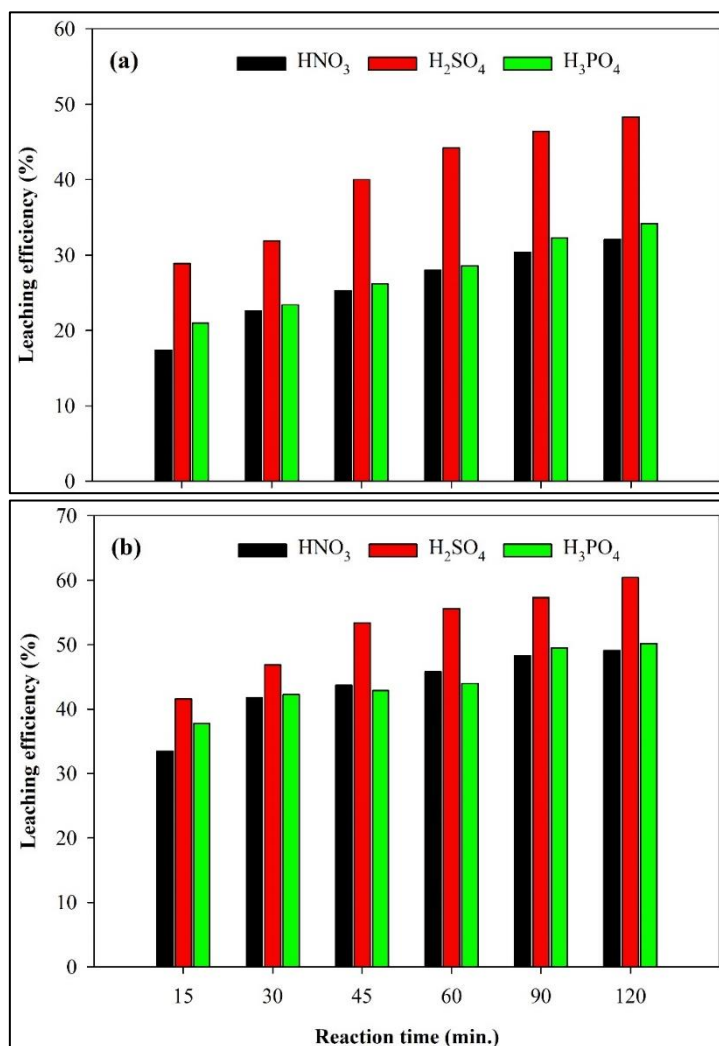 60
(a)
HNO₃ H₂SO₄ H₃PO₄
50
40
30
20
10
0
Leaching efficiency (%)
70
(b)
HNO₃ H₂SO₄ H₃PO₄
60
50
40
30
20
10
0
Leaching efficiency (%)
15 30 45 60 90 120
Reaction time (min.)